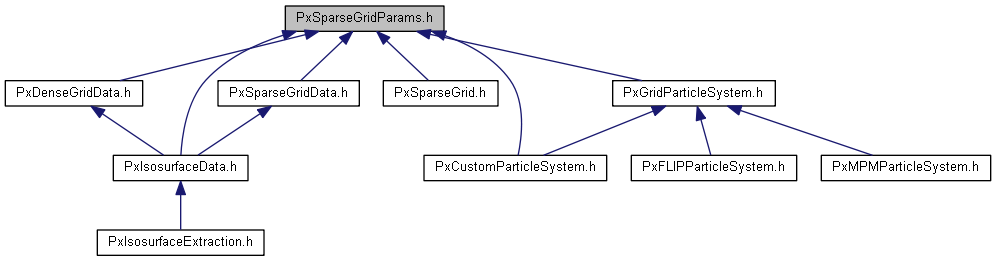 PxSparseGridParams.h
PxDenseGridData.h
PxSparseGridData.h
PxSparseGrid.h
PxGridParticleSystem.h
PxIsosurfaceData.h
PxCustomParticleSystem.h
PxFLIPParticleSystem.h
PxMPMParticleSystem.h
PxIsosurfaceExtraction.h